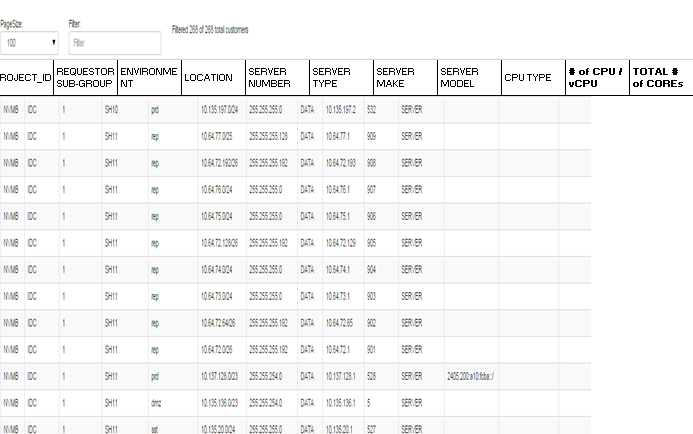 PageSize: Filter:
Filtered 268 of 268 total customers
100 Filter
ROJECT_ID REQUESTOR SUB-GROUP ENVIRONME NT LOCATION SERVER NUMBER SERVER TYPE SERVER MAKE SERVER MODEL CPU TYPE # of CPU / vCPU TOTAL # of COREs
NVMB IDC 1 SH10 prd 10.135.197.0/24 255.255.255.0 DATA 10.135.197.2 532 SERVER
NVMB IDC 1 SH11 rep 10.64.77.0/25 255.255.255.128 DATA 10.64.77.1 909 SERVER
NVMB IDC 1 SH11 rep 10.64.72.192/26 255.255.255.192 DATA 10.64.72.193 908 SERVER
NVMB IDC 1 SH11 rep 10.64.76.0/24 255.255.255.0 DATA 10.64.76.1 907 SERVER
NVMB IDC 1 SH11 rep 10.64.75.0/24 255.255.255.0 DATA 10.64.75.1 906 SERVER
NVMB IDC 1 SH11 rep 10.64.72.128/26 255.255.255.192 DATA 10.64.72.129 905 SERVER
NVMB IDC 1 SH11 rep 10.64.74.0/24 255.255.255.0 DATA 10.64.74.1 904 SERVER
NVMB IDC 1 SH11 rep 10.64.73.0/24 255.255.255.0 DATA 10.64.73.1 903 SERVER
NVMB IDC 1 SH11 rep 10.64.72.64/26 255.255.255.192 DATA 10.64.72.65 902 SERVER
NVMB IDC 1 SH11 rep 10.64.72.0/26 255.255.255.192 DATA 10.64.72.1 901 SERVER
NVMB IDC 1 SH11 prd 10.137.128.0/23 255.255.254.0 DATA 10.137.128.1 528 SERVER
NVMB IDC 1 SH11 dmz 10.135.136.0/23 255.255.254.0 DATA 10.135.136.1 5 SERVER
NVMB IDC 1 SH11 sst 10.135.20.0/24 255.255.255.0 DATA 10.135.20.1 527 SERVER